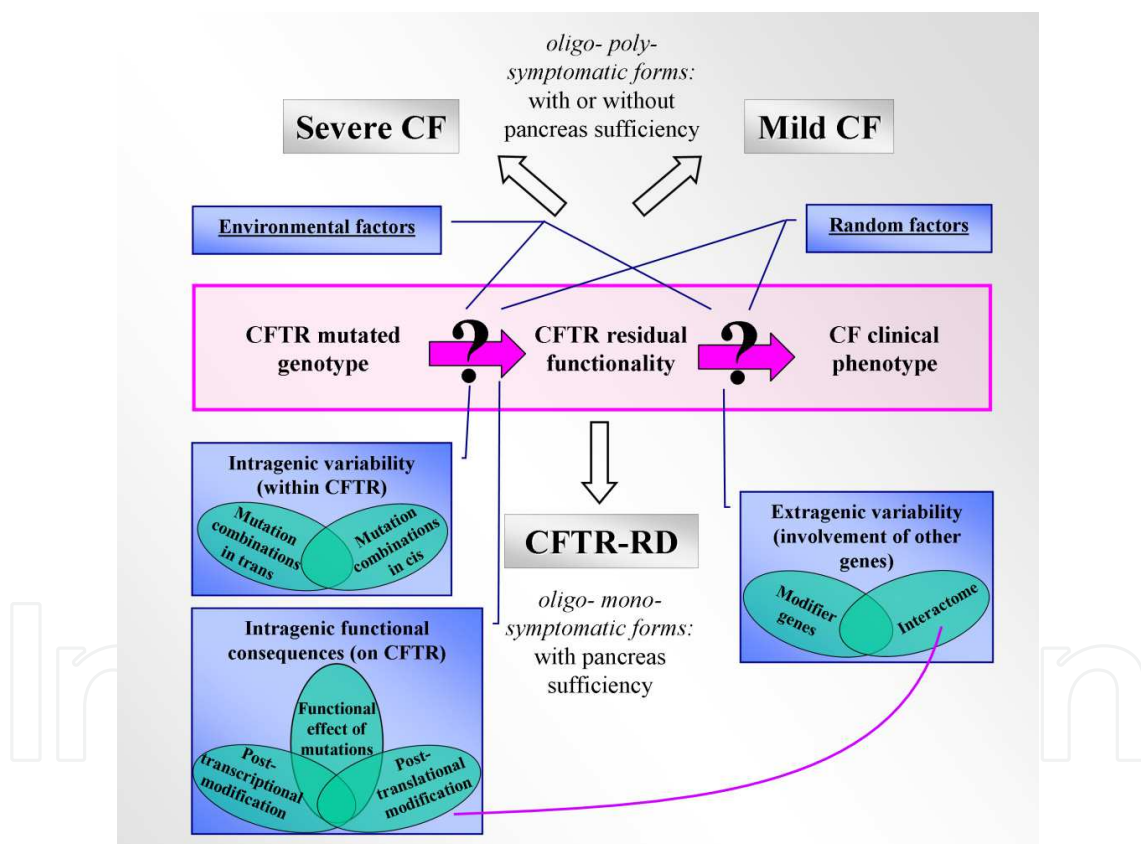 oligo- poly-
symptomatic forms:
with or without
pancreas sufficiency
Severe CF
Mild CF
Environmental factors
Random factors
CFTR mutated
genotype
?
CFTR residual
functionality
?
CF clinical
phenotype
Intragenic variability
(within CFTR)
Mutation
combinations
in trans
Mutation
combinations
in cis
CFTR-RD
oligo- mono-
symptomatic forms:
with pancreas
sufficiency
Extragenic variability
(involvement of other
genes)
Modifier
genes
Interactome
Intragenic functional
consequences (on CFTR)
Functional
effect of
mutations
Post-
transcriptional
modification
Post-
translational
modification